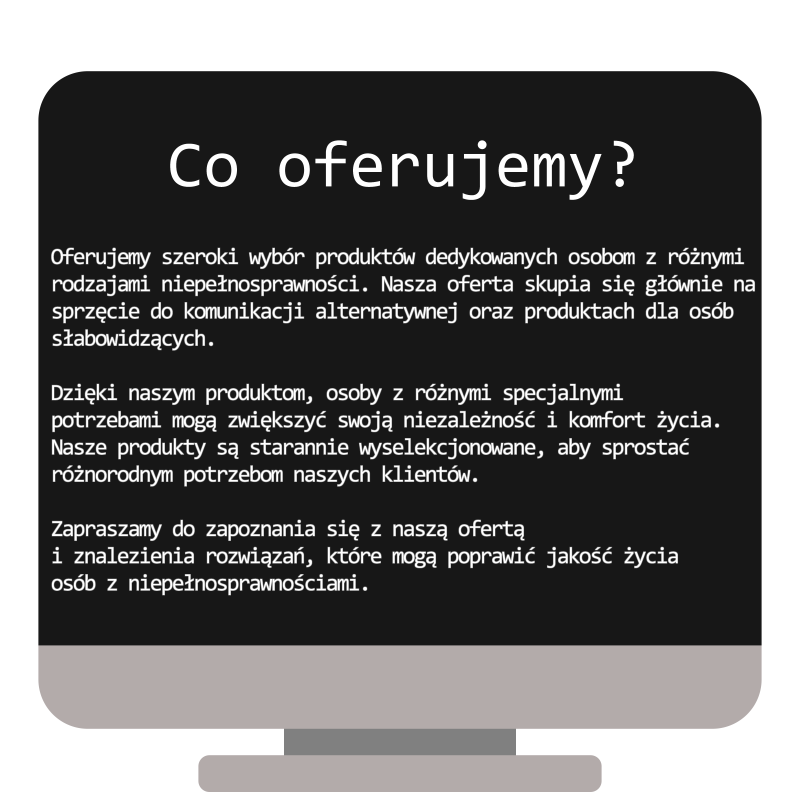 Co oferujemy?
Oferujemy szeroki wybór produktów dedykowanych osobom z różnymi
rodzajami niepełnosprawności. Nasza oferta skupia się głównie na
sprzęcie do komunikacji alternatywnej oraz produktach dla osób
słabowidzących.
Dzięki naszym produktom, osoby z różnymi specjalnymi
potrzebami mogą zwiększyć swoją niezależność i komfort życia.
Nasze produkty są starannie wyselekcjonowane, aby sprostać
różnorodnym potrzebom naszych klientów.
Zapraszamy do zapoznania się z naszą ofertą
i znalezienia rozwiązań, które mogą poprawić jakość życia
osób z niepełnosprawnościami.